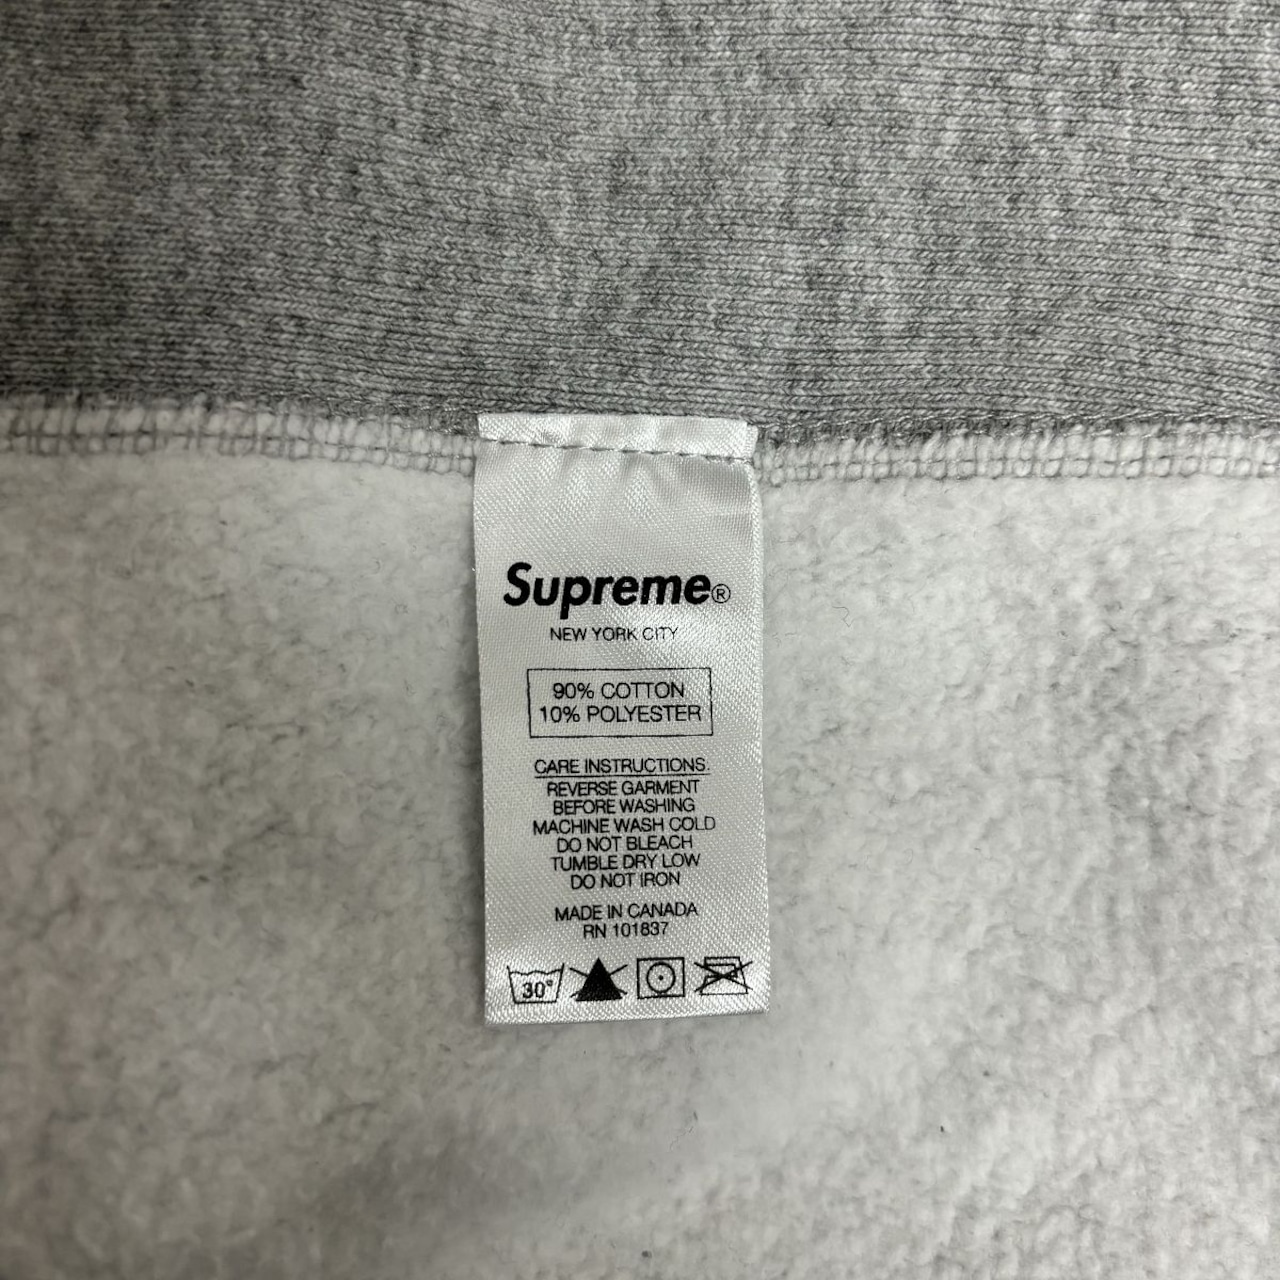 Supreme®
NEW YORK CITY
90% COTTON
10% POLYESTER
CARE INSTRUCTIONS.
REVERSE GARMENT
BEFORE WASHING
MACHINE WASH COLD
DO NOT BLEACH
TUMBLE DRY LOW
DO NOT IRON
MADE IN CANADA
RN 101837
30°